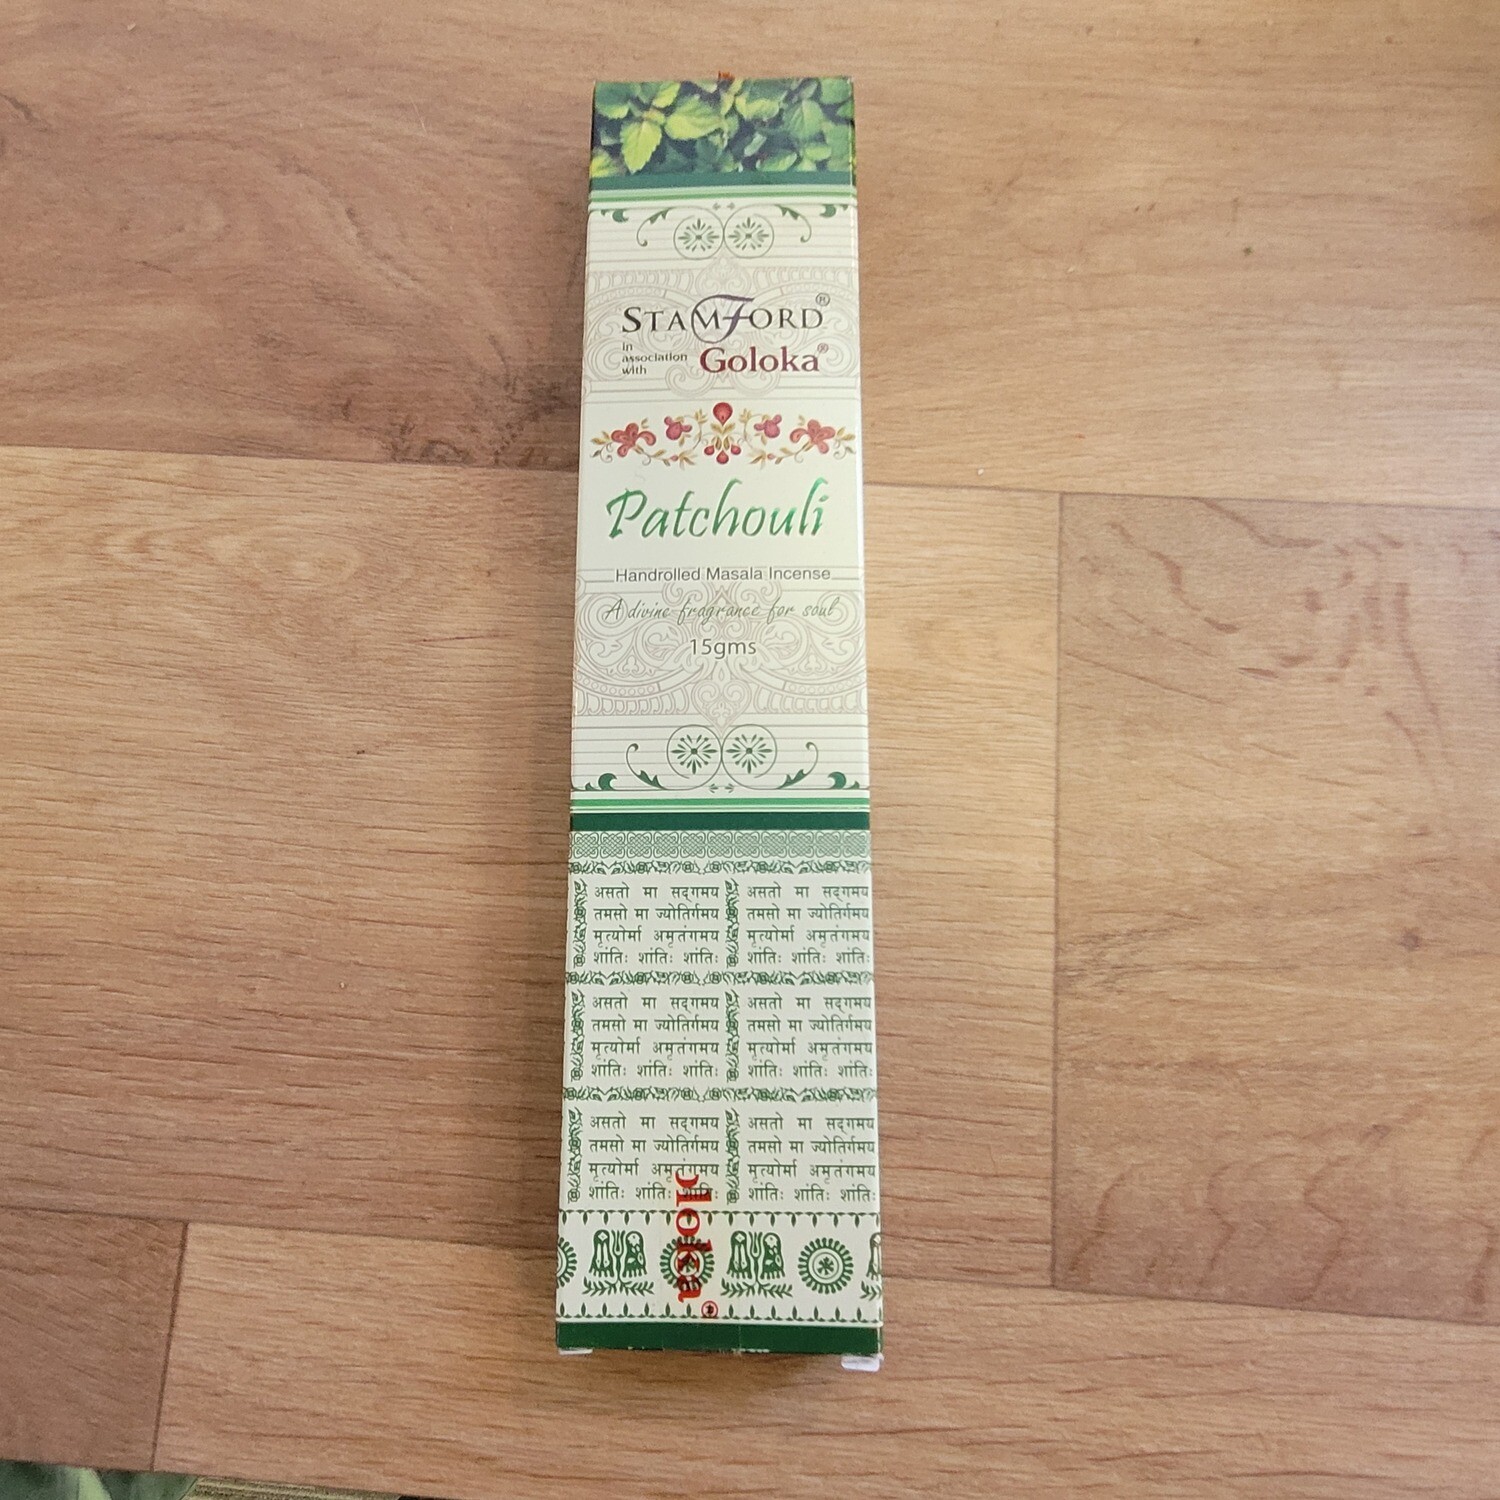 STAMFORD®
in association with Goloka®
Patchouli
Handrolled Masala Incense
A divine fragrance for soul
15gms
असतो मा सद्गमय असतो मा सद्गमय
तमसो मा ज्योतिर्गमय तमसो मा ज्योतिर्गमय
मृत्योर्मा अमृतंगमय मृत्योर्मा अमृतंगमय
शांतिः शांतिः शांतिः शांतिः शांतिः शांतिः
असतो मा सद्गमय असतो मा सद्गमय
तमसो मा ज्योतिर्गमय तमसो मा ज्योतिर्गमय
मृत्योर्मा अमृतंगमय मृत्योर्मा अमृतंगमय
शांतिः शांतिः शांतिः शांतिः शांतिः शांतिः
असतो मा सद्गमय असतो मा सद्गमय
तमसो मा ज्योतिर्गमय तमसो मा ज्योतिर्गमय
मृत्योर्मा अमृतंगमय मृत्योर्मा अमृतंगमय
शांतिः शांतिः शांतिः शांतिः शांतिः शांतिः
oloka®